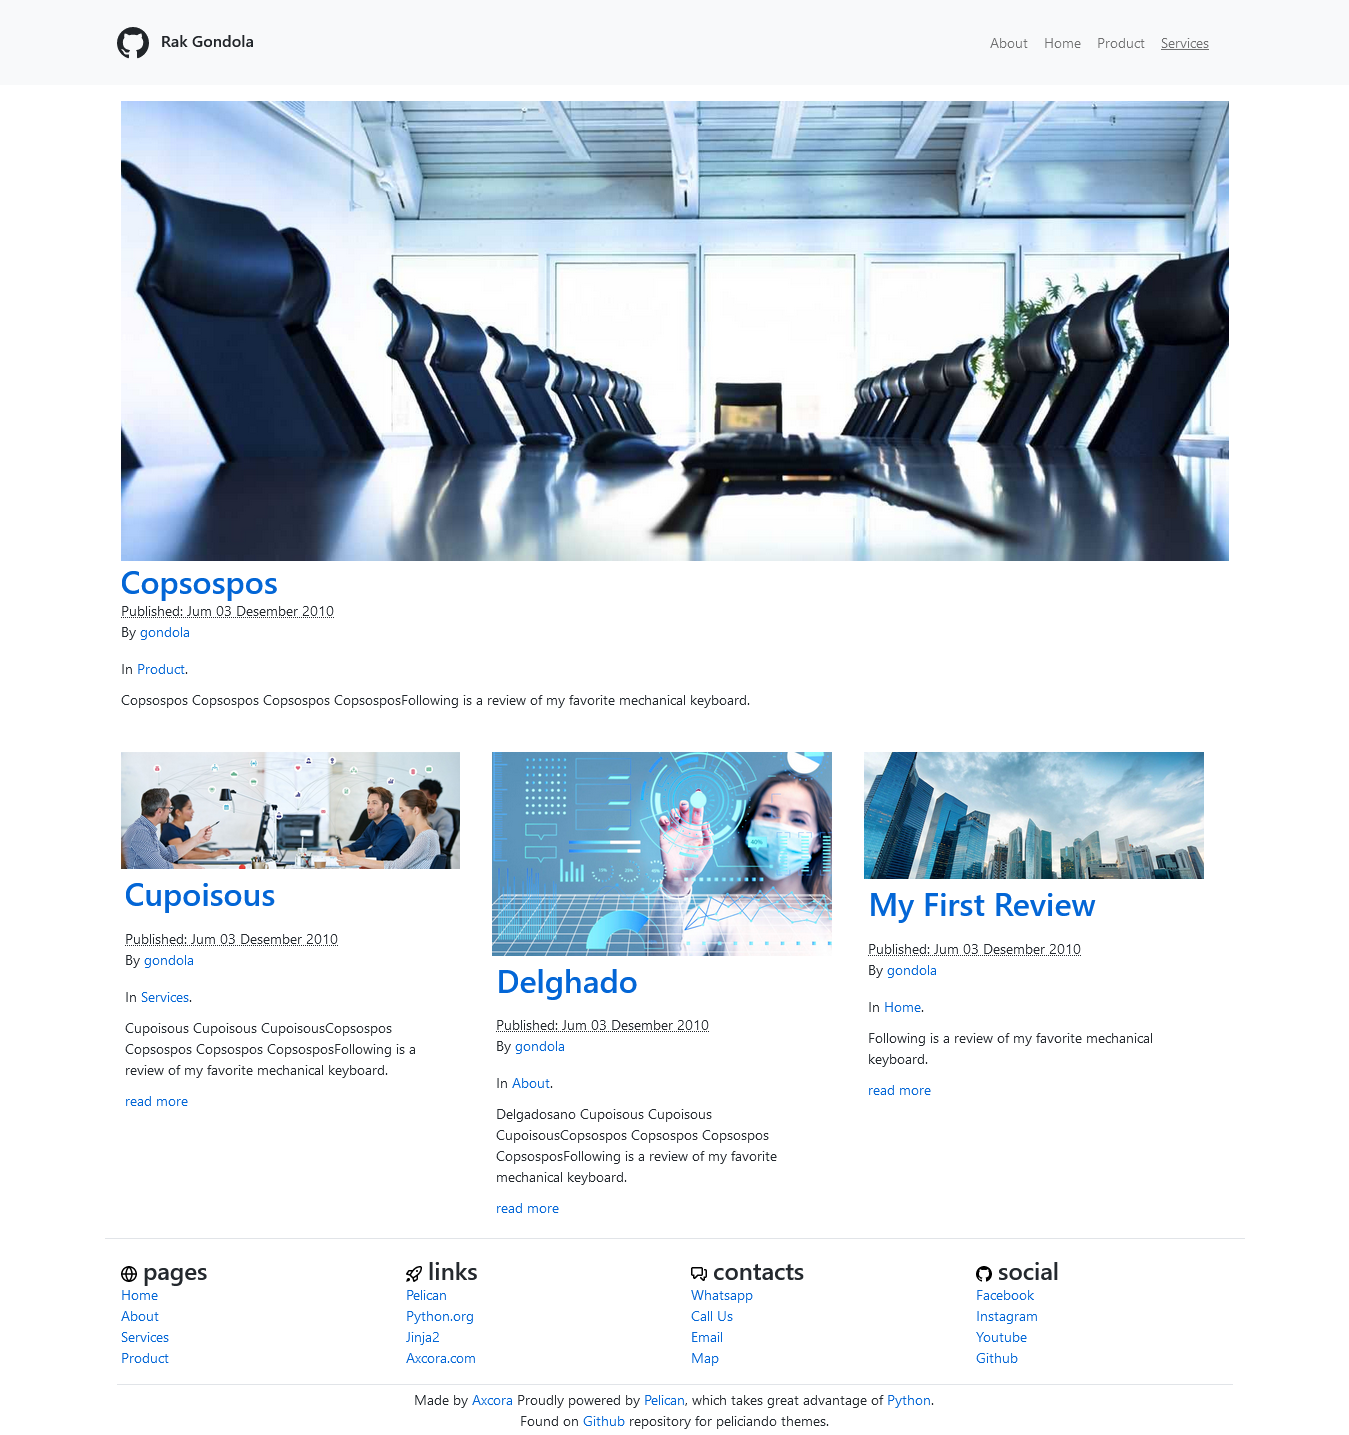 Rak Gondola
About Home Product Services
Copsospos
Published: Jum 03 Desember 2010
By gondola
In Product.
Copsospos Copsospos Copsospos CopsosposFollowing is a review of my favorite mechanical keyboard.
Cupoisous
Published: Jum 03 Desember 2010
By gondola
In Services.
Cupoisous Cupoisous CupoisousCopsospos
Copsospos Copsospos CopsosposFollowing is a
review of my favorite mechanical keyboard.
read more
Delghado
Published: Jum 03 Desember 2010
By gondola
In About.
Delgadosano Cupoisous Cupoisous
CupoisousCopsospos Copsospos Copsospos
CopsosposFollowing is a review of my favorite
mechanical keyboard.
read more
My First Review
Published: Jum 03 Desember 2010
By gondola
In Home.
Following is a review of my favorite mechanical
keyboard.
read more
pages
Home
About
Services
Product
links
Pelican
Python.org
Jinja2
Axcora.com
contacts
Whatsapp
Call Us
Email
Map
social
Facebook
Instagram
Youtube
Github
Made by Axcora Proudly powered by Pelican, which takes great advantage of Python.
Found on Github repository for peliciando themes.